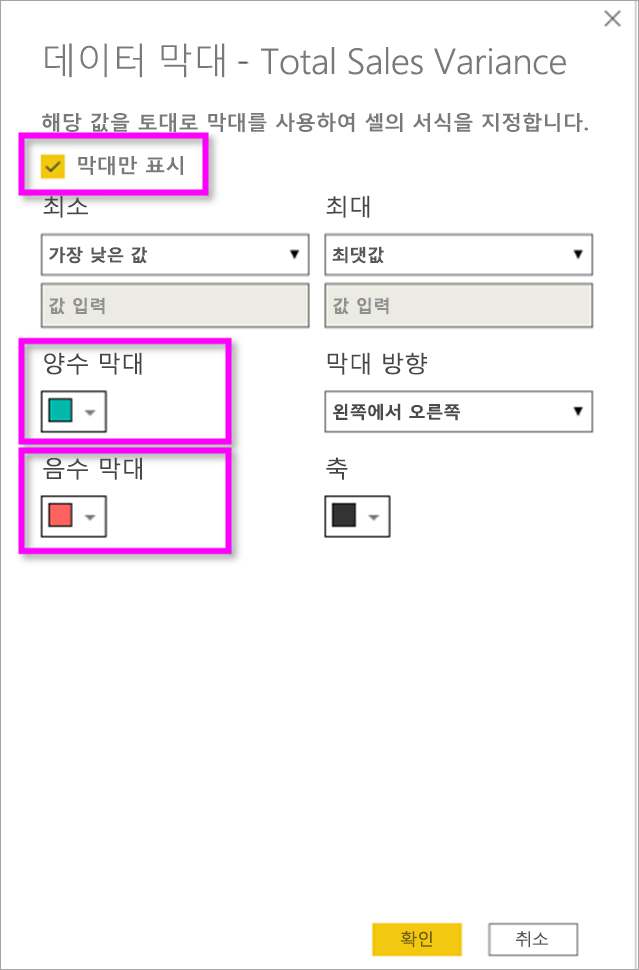 데이터 막대 - Total Sales Variance
해당 값을 토대로 막대를 사용하여 셀의 서식을 지정합니다.
막대만 표시
최소
최대
가장 낮은 값
최댓값
값 입력
값 입력
양수 막대
막대 방향
왼쪽에서 오른쪽
음수 막대
축
확인
취소